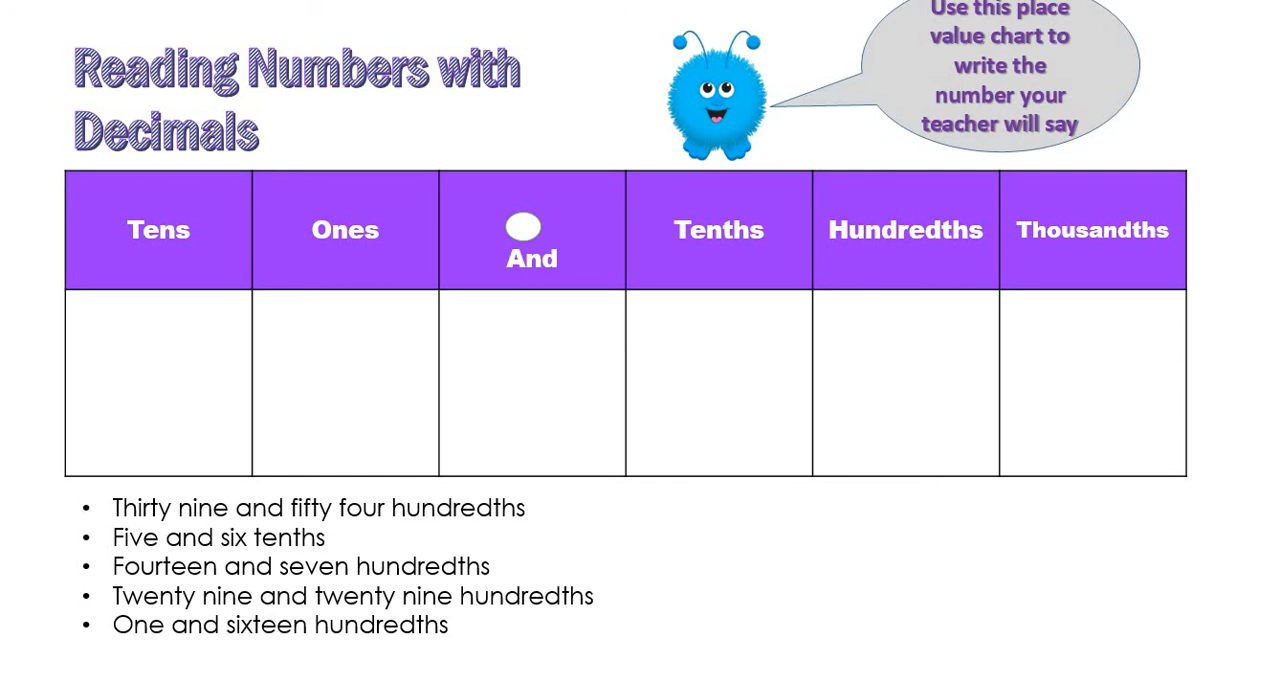 Reading Numbers with
Decimals
Use this place
value chart to
write the
number your
teacher will say
Tens
Ones
And
Tenths
Hundredths
Thousandths
• Thirty nine and fifty four hundredths
• Five and six tenths
• Fourteen and seven hundredths
• Twenty nine and twenty nine hundredths
• One and sixteen hundredths